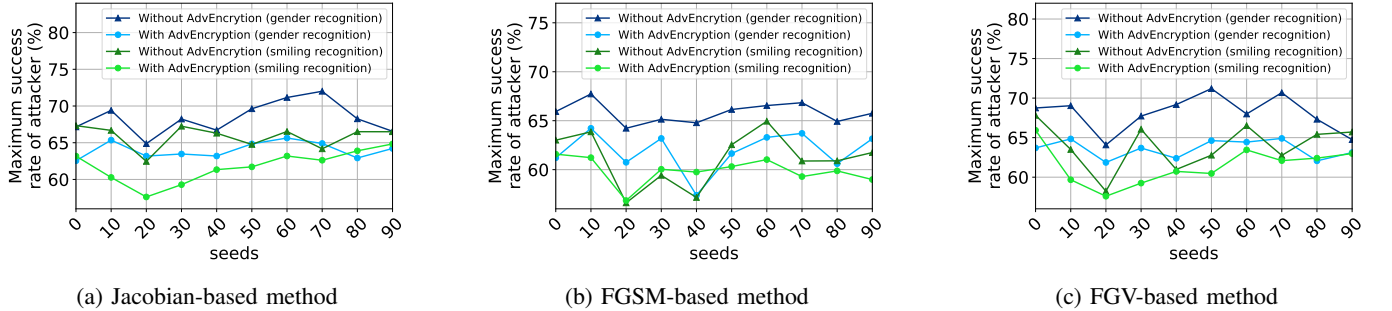 Maximum success
rate of attacker (%)
80
75
70
65
60
Without AdvEncrytion (gender recognition)
With AdvEncryption (gender recognition)
Without AdvEncrytion (smiling recognition)
With AdvEncryption (smiling recognition)
0 10 20 30 40 50 60 70 80 90
seeds
(a) Jacobian-based method
Maximum success
rate of attacker (%)
75
70
65
60
Without AdvEncryption (gender recognition)
With AdvEncryption (gender recognition)
Without AdvEncryption (smiling recognition)
With AdvEncryption (smiling recognition)
0 10 20 30 40 50 60 70 80 90
seeds
(b) FGSM-based method
Maximum success
rate of attacker (%)
80
75
70
65
60
Without AdvEncryption (gender recognition)
With AdvEncryption (gender recognition)
Without AdvEncryption (smiling recognition)
With AdvEncryption (smiling recognition)
0 10 20 30 40 50 60 70 80 90
seeds
(c) FGV-based method